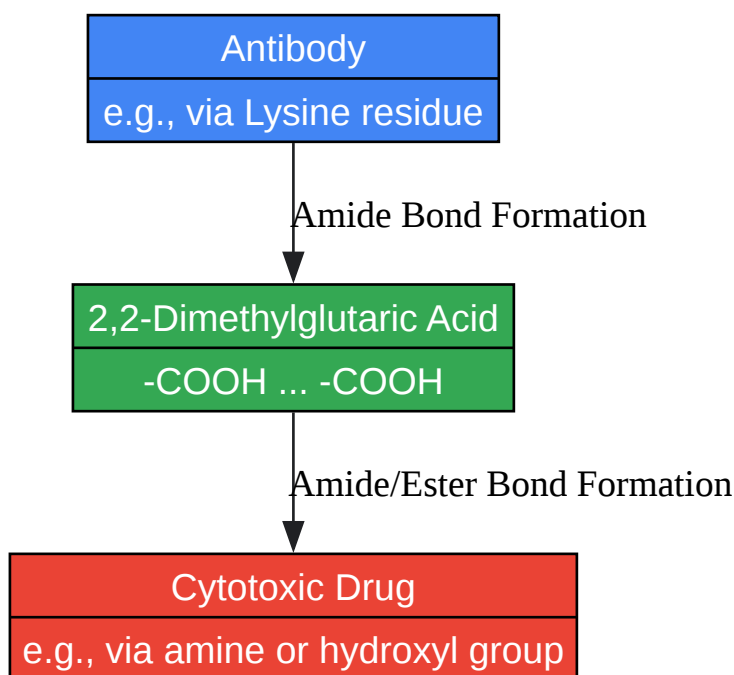 Antibody
e.g., via Lysine residue
Amide Bond Formation
2,2-Dimethylglutaric Acid
-COOH ... -COOH
Amide/Ester Bond Formation
Cytotoxic Drug
e.g., via amine or hydroxyl group